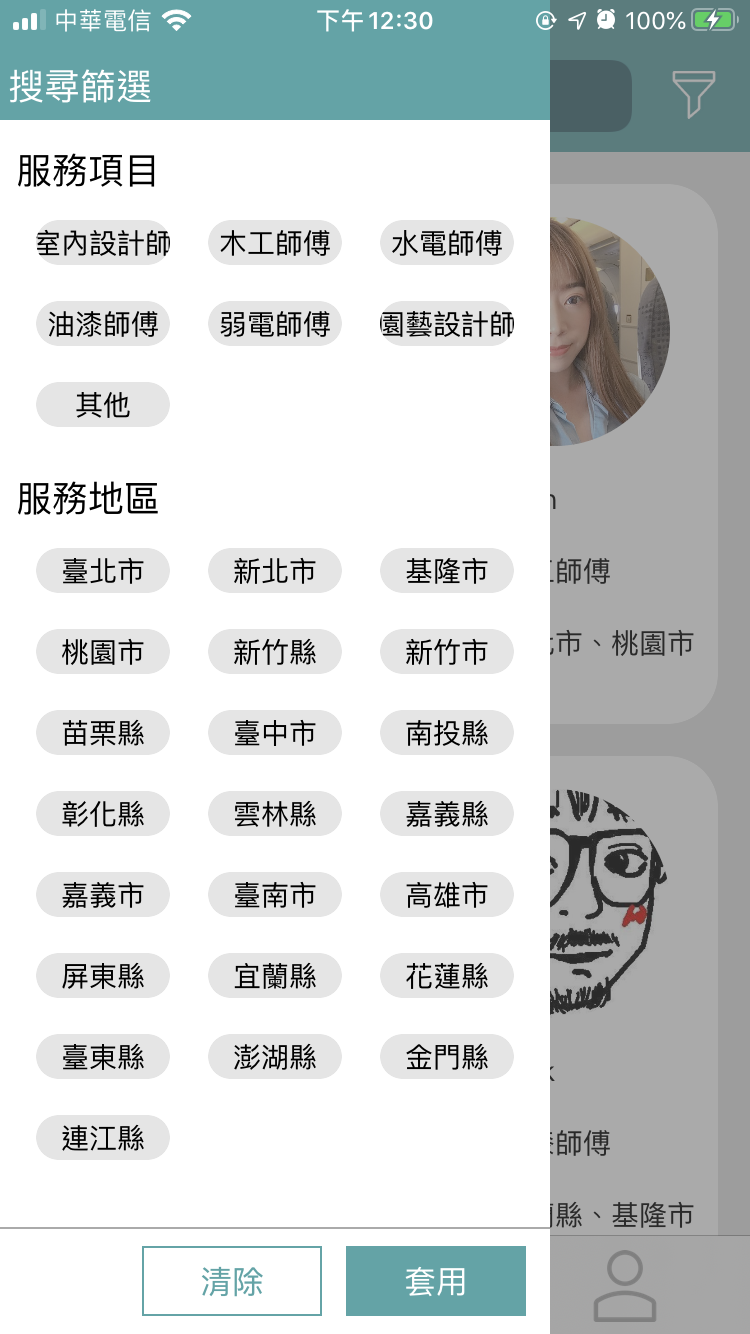 中華電信 下午12:30 100%
搜尋篩選
服務項目
室內設計師 木工師傅 水電師傅
油漆師傅 弱電師傅 園藝設計師
其他
服務地區
臺北市 新北市 基隆市
桃園市 新竹縣 新竹市
苗栗縣 臺中市 南投縣
彰化縣 雲林縣 嘉義縣
嘉義市 臺南市 高雄市
屏東縣 宜蘭縣 花蓮縣
臺東縣 澎湖縣 金門縣
連江縣
清除 套用
師傅
市、桃園市
師傅
縣、基隆市